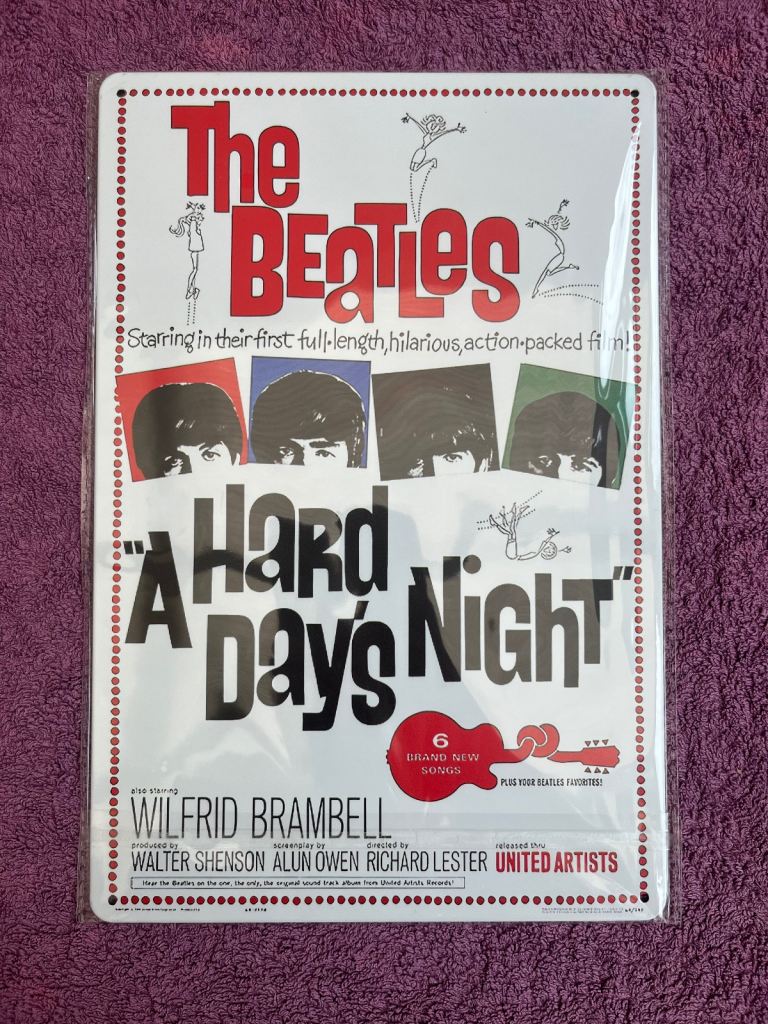 The
BEATLES
Starring in their first full-length, hilarious, action-packed film!
"A HARD
DAY'S NIGHT"
6
BRAND NEW
SONGS
PLUS YOUR BEATLES FAVORITES!
also starring
WILFRID BRAMBELL
produced by screenplay by directed by released thru
WALTER SHENSON ALUN OWEN RICHARD LESTER UNITED ARTISTS
Hear the Beatles on the one, the only, the original sound track album from United Artists Records!